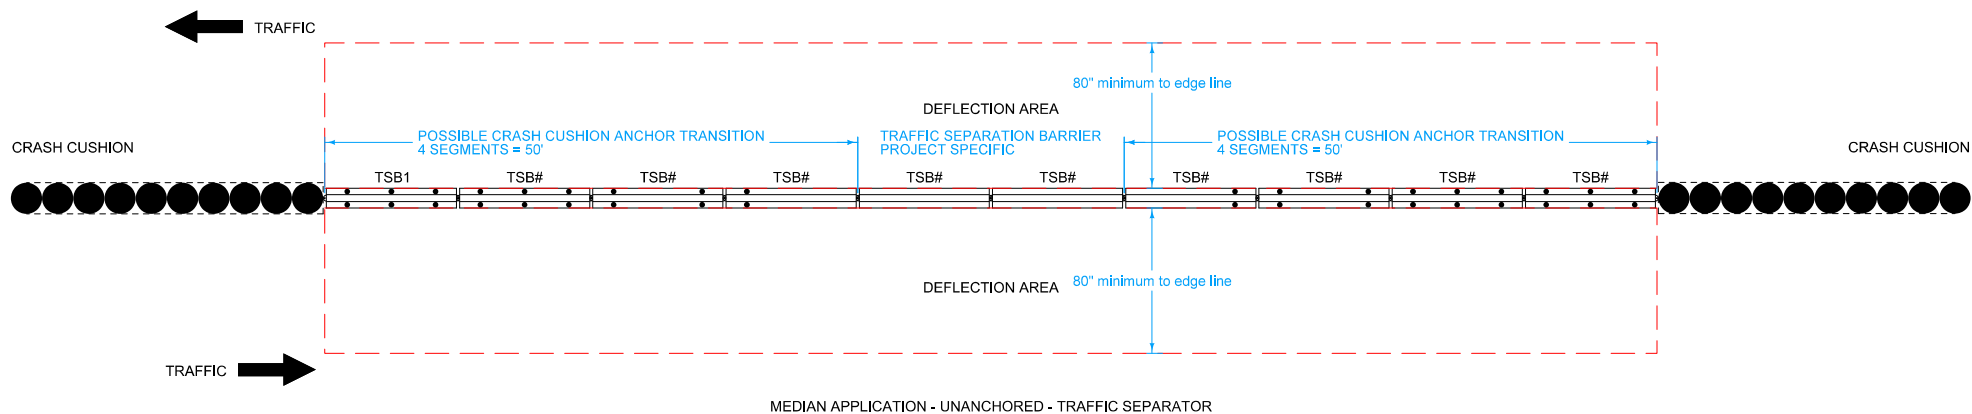 TRAFFIC
80" minimum to edge line
DEFLECTION AREA
POSSIBLE CRASH CUSHION ANCHOR TRANSITION
4 SEGMENTS = 50'
TRAFFIC SEPARATION BARRIER
PROJECT SPECIFIC
POSSIBLE CRASH CUSHION ANCHOR TRANSITION
4 SEGMENTS = 50'
CRASH CUSHION
CRASH CUSHION
TSB1
TSB#
TSB#
TSB#
TSB#
TSB#
TSB#
TSB#
TSB#
TSB#
80" minimum to edge line
DEFLECTION AREA
TRAFFIC
MEDIAN APPLICATION - UNANCHORED - TRAFFIC SEPARATOR